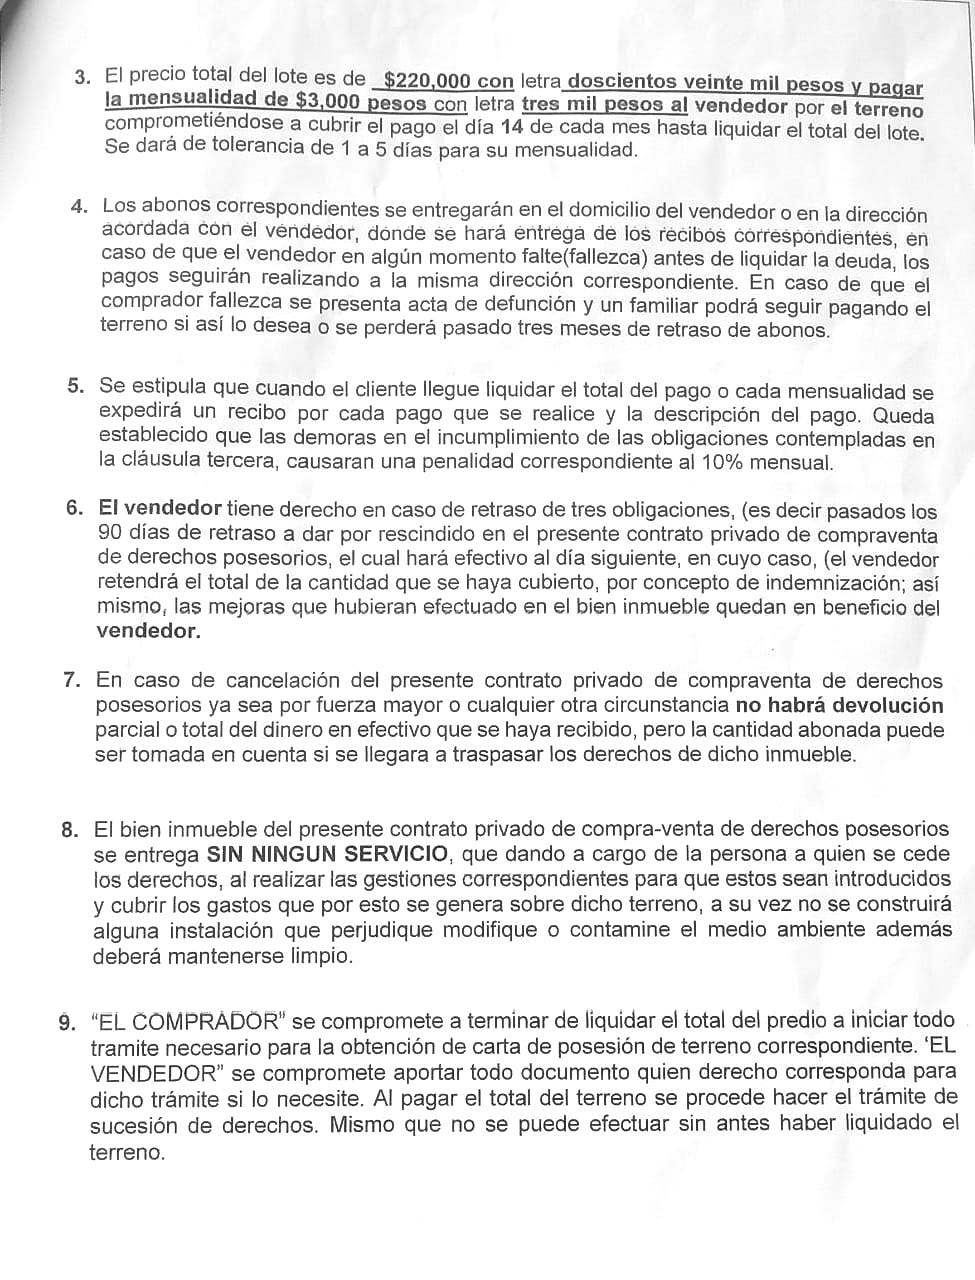 3. El precio total del lote es de $220,000 con letra doscientos veinte mil pesos y pagar
la mensualidad de $3,000 pesos con letra tres mil pesos al vendedor por el terreno
comprometiéndose a cubrir el pago el día 14 de cada mes hasta liquidar el total del lote.
Se dará de tolerancia de 1 a 5 días para su mensualidad.
4. Los abonos correspondientes se entregarán en el domicilio del vendedor o en la dirección
acordada con el vendedor, donde se hará entrega de los recibos correspondientes, en
caso de que el vendedor en algún momento falte(fallezca) antes de liquidar la deuda, los
pagos seguirán realizando a la misma dirección correspondiente. En caso de que el
comprador fallezca se presenta acta de defunción y un familiar podrá seguir pagando el
terreno si así lo desea o se perderá pasado tres meses de retraso de abonos.
5. Se estipula que cuando el cliente llegue liquidar el total del pago o cada mensualidad se
expedirá un recibo por cada pago que se realice y la descripción del pago. Queda
establecido que las demoras en el incumplimiento de las obligaciones contempladas en
la cláusula tercera, causaran una penalidad correspondiente al 10% mensual.
6. El vendedor tiene derecho en caso de retraso de tres obligaciones, (es decir pasados los
90 días de retraso a dar por rescindido en el presente contrato privado de compraventa
de derechos posesorios, el cual hará efectivo al día siguiente, en cuyo caso, (el vendedor
retendrá el total de la cantidad que se haya cubierto, por concepto de indemnización; así
mismo, las mejoras que hubieran efectuado en el bien inmueble quedan en beneficio del
vendedor.
7. En caso de cancelación del presente contrato privado de compraventa de derechos
posesorios ya sea por fuerza mayor o cualquier otra circunstancia no habrá devolución
parcial o total del dinero en efectivo que se haya recibido, pero la cantidad abonada puede
ser tomada en cuenta si se llegara a traspasar los derechos de dicho inmueble.
8. El bien inmueble del presente contrato privado de compra-venta de derechos posesorios
se entrega SIN NINGUN SERVICIO, que dando a cargo de la persona a quien se cede
los derechos, al realizar las gestiones correspondientes para que estos sean introducidos
y cubrir los gastos que por esto se genera sobre dicho terreno, a su vez no se construirá
alguna instalación que perjudique modifique o contamine el medio ambiente además
deberá mantenerse limpio.
9. “EL COMPRADOR” se compromete a terminar de liquidar el total del predio a iniciar todo
tramite necesario para la obtención de carta de posesión de terreno correspondiente. ‘EL
VENDEDOR” se compromete aportar todo documento quien derecho corresponda para
dicho trámite si lo necesite. Al pagar el total del terreno se procede hacer el trámite de
sucesión de derechos. Mismo que no se puede efectuar sin antes haber liquidado el
terreno.